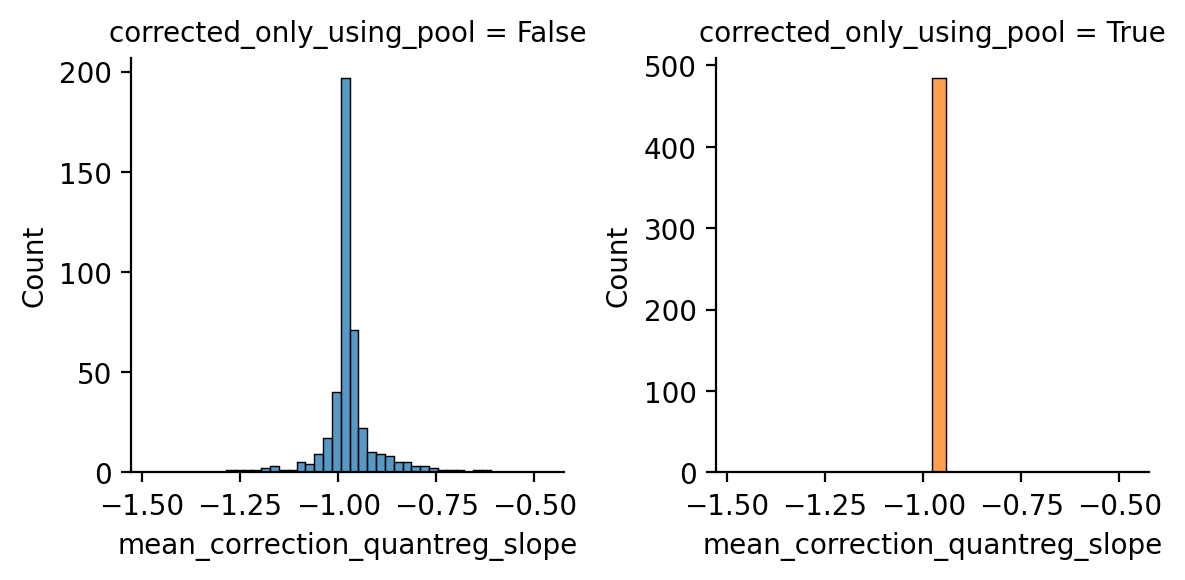 corrected_only_using_pool = False
200
150
100
50
0
Count
−1.50 −1.25 −1.00 −0.75 −0.50
mean_correction_quantreg_slope
corrected_only_using_pool = True
500
400
300
200
100
0
Count
−1.50 −1.25 −1.00 −0.75 −0.50
mean_correction_quantreg_slope